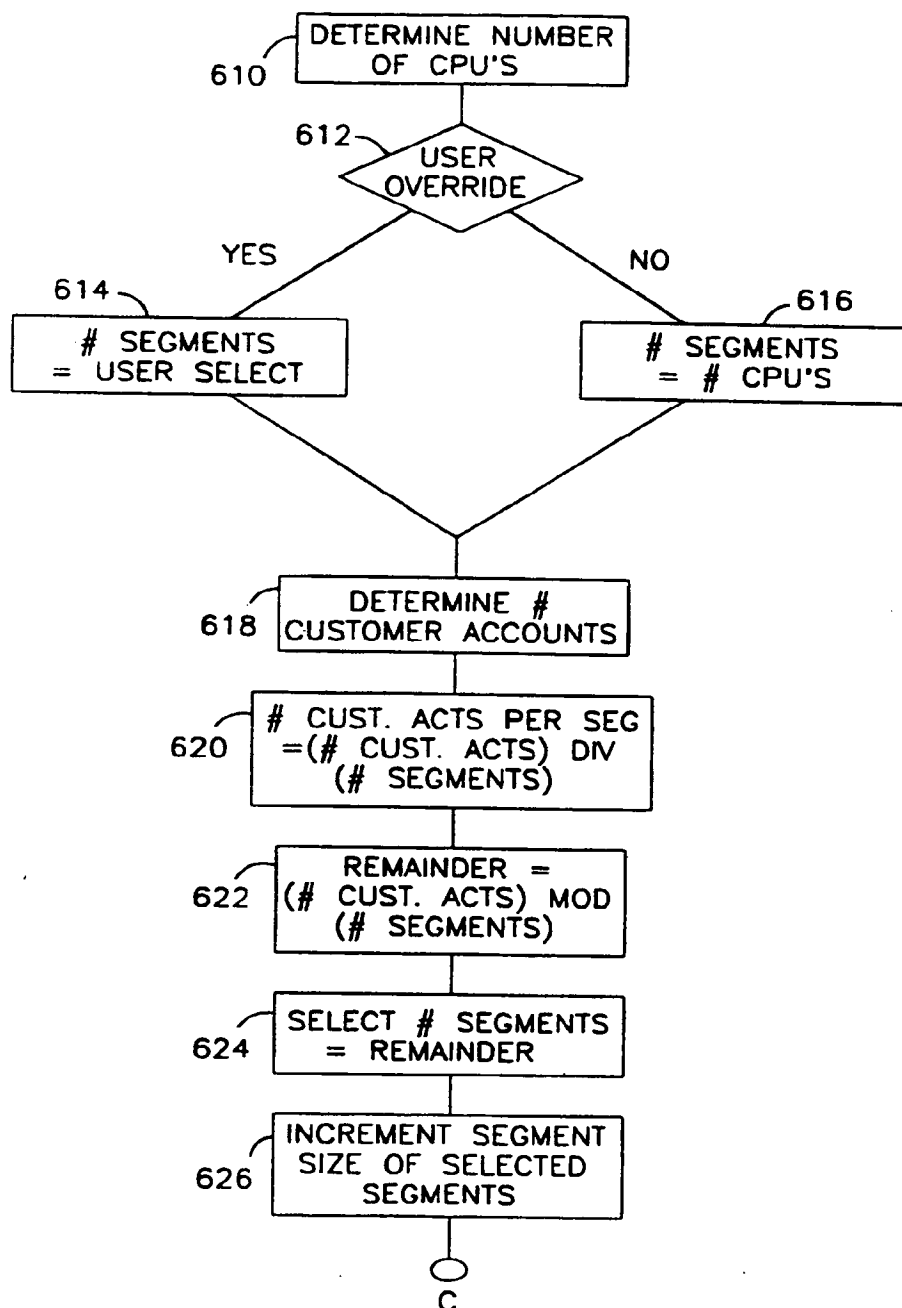 DETERMINE NUMBER
OF CPU'S
610
612
USER
OVERRIDE
YES
NO
614
616
# SEGMENTS
= USER SELECT
# SEGMENTS
= # CPU'S
DETERMINE #
CUSTOMER ACCOUNTS
618
# CUST. ACTS PER SEG
=(# CUST. ACTS) DIV
(# SEGMENTS)
620
REMAINDER =
(# CUST. ACTS) MOD
(# SEGMENTS)
622
SELECT # SEGMENTS
= REMAINDER
624
INCREMENT SEGMENT
SIZE OF SELECTED
SEGMENTS
626
C